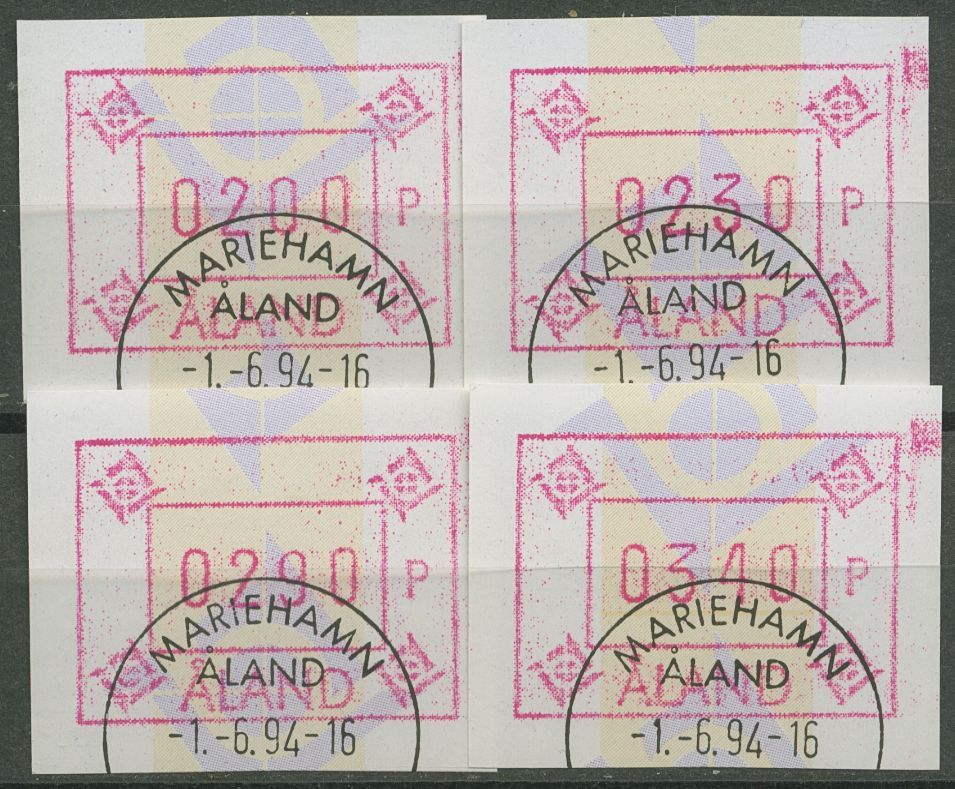 0200 P
MARIEHAMN
ÅLAND
ÅLAND
-1.-6.94-16
0230 P
MARIEHAMN
ÅLAND
ÅLAND
-1.-6.94-16
0290 P
MARIEHAMN
ÅLAND
ÅLAND
-1.-6.94-16
0340 P
MARIEHAMN
ÅLAND
ÅLAND
-1.-6.94-16